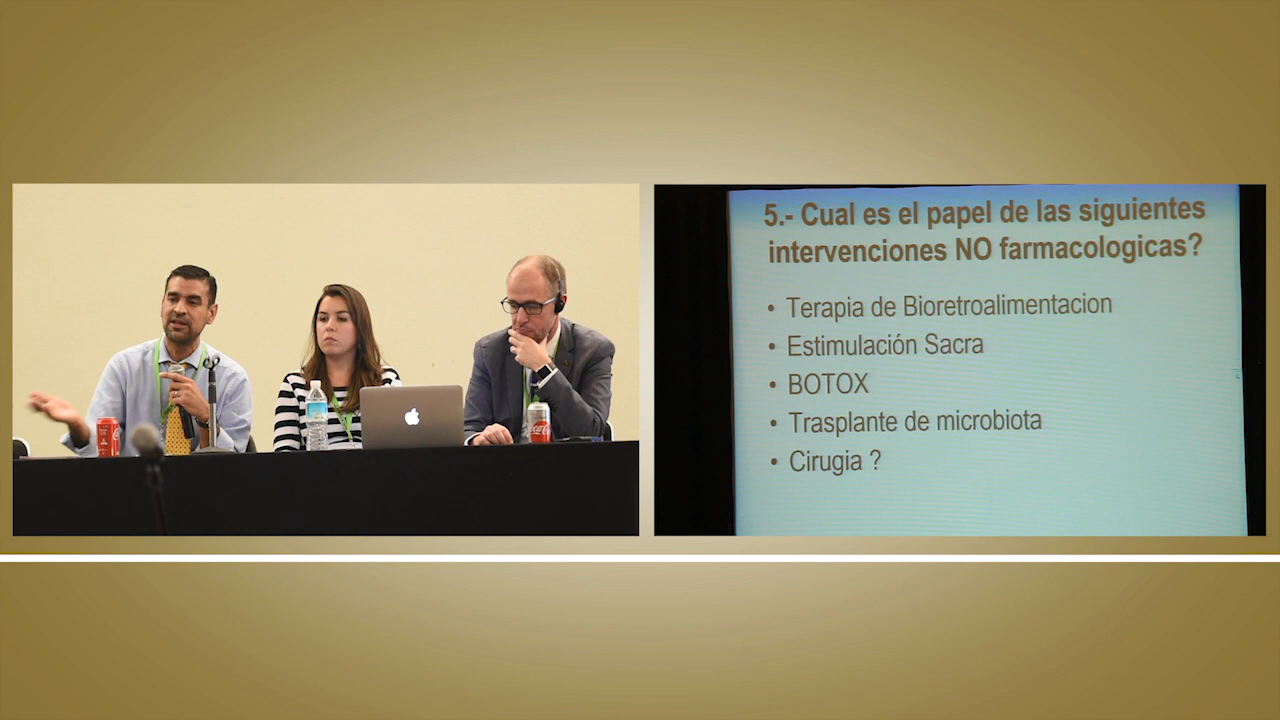 5.- Cual es el papel de las siguientes
intervenciones NO farmacologicas?
• Terapia de Bioretroalimentacion
• Estimulación Sacra
• BOTOX
• Trasplante de microbiota
• Cirugia ?